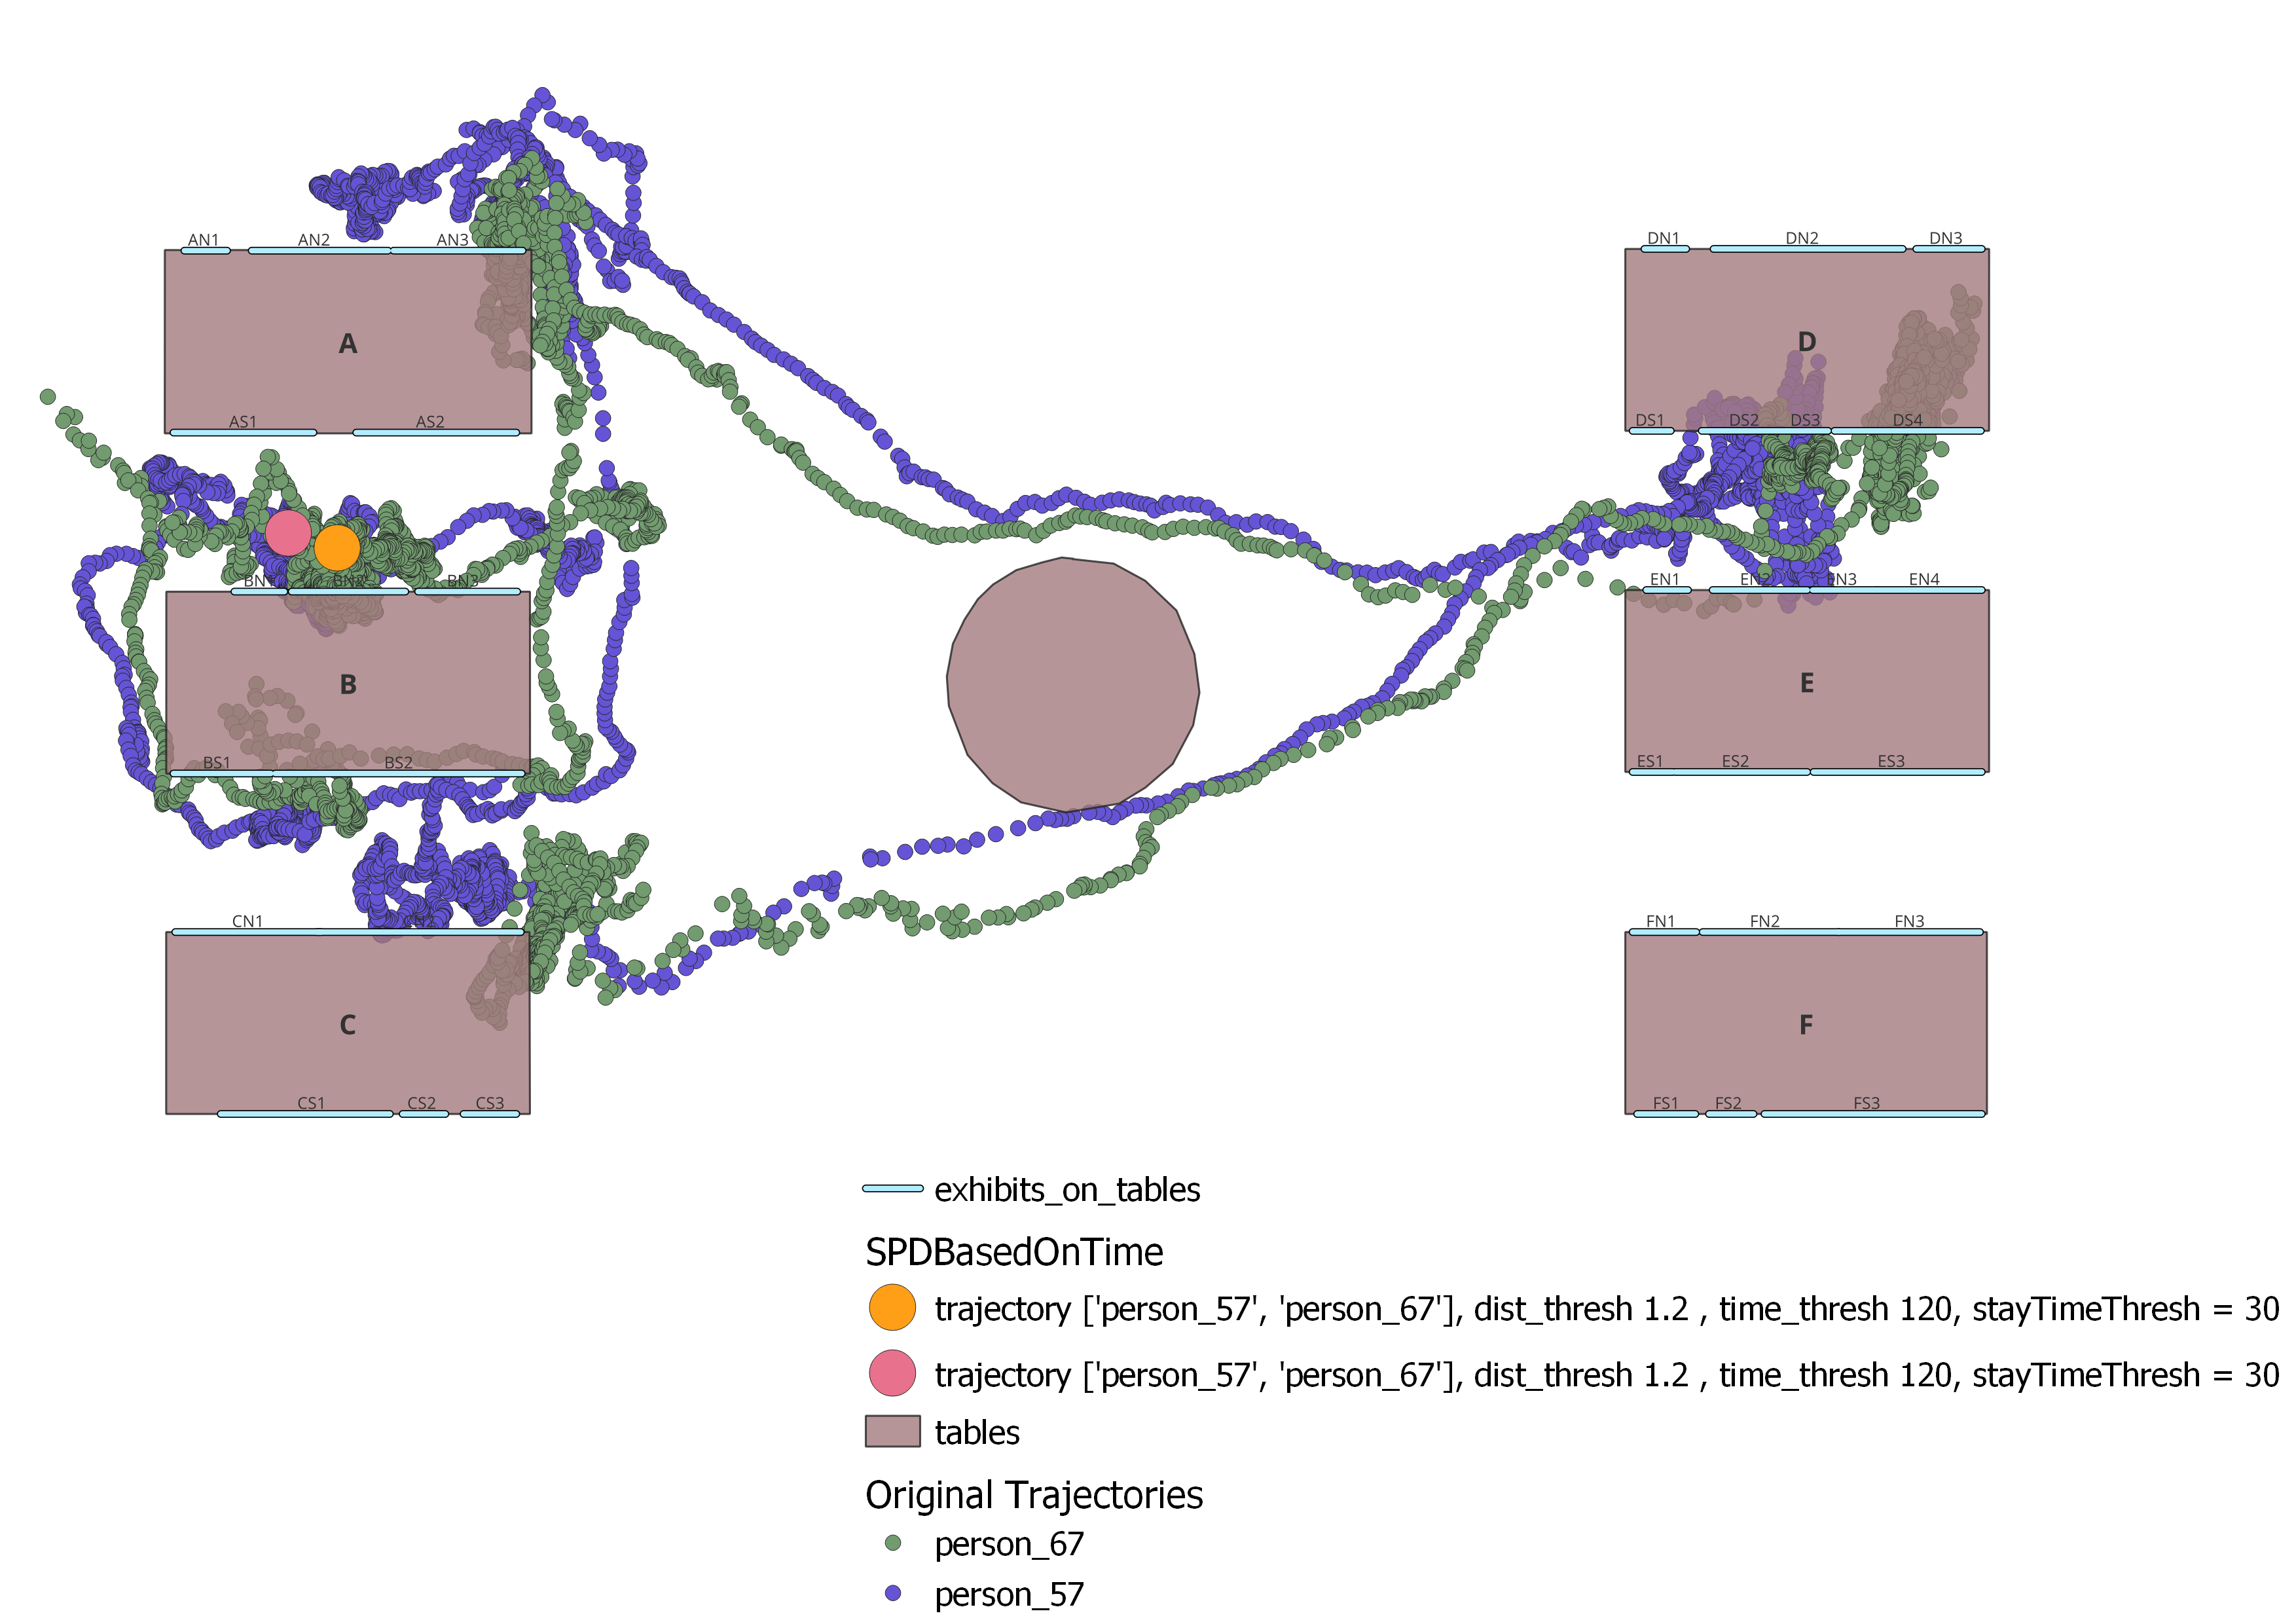 AN1 AN2 AN3
DN1 DN2 DN3
A
D
AS1 AS2
DS1 DS2 DS3 DS4
BN1 BN2 BN3
EN1 EN2 EN3 EN4
B
E
BS1 BS2
ES1 ES2 ES3
CN1 CN2
FN1 FN2 FN3
C
F
CS1 CS2 CS3
FS1 FS2 FS3
exhibits_on_tables
SPDBasedOnTime
trajectory ['person_57', 'person_67'], dist_thresh 1.2 , time_thresh 120, stayTimeThresh = 30
trajectory ['person_57', 'person_67'], dist_thresh 1.2 , time_thresh 120, stayTimeThresh = 30
tables
Original Trajectories
person_67
person_57